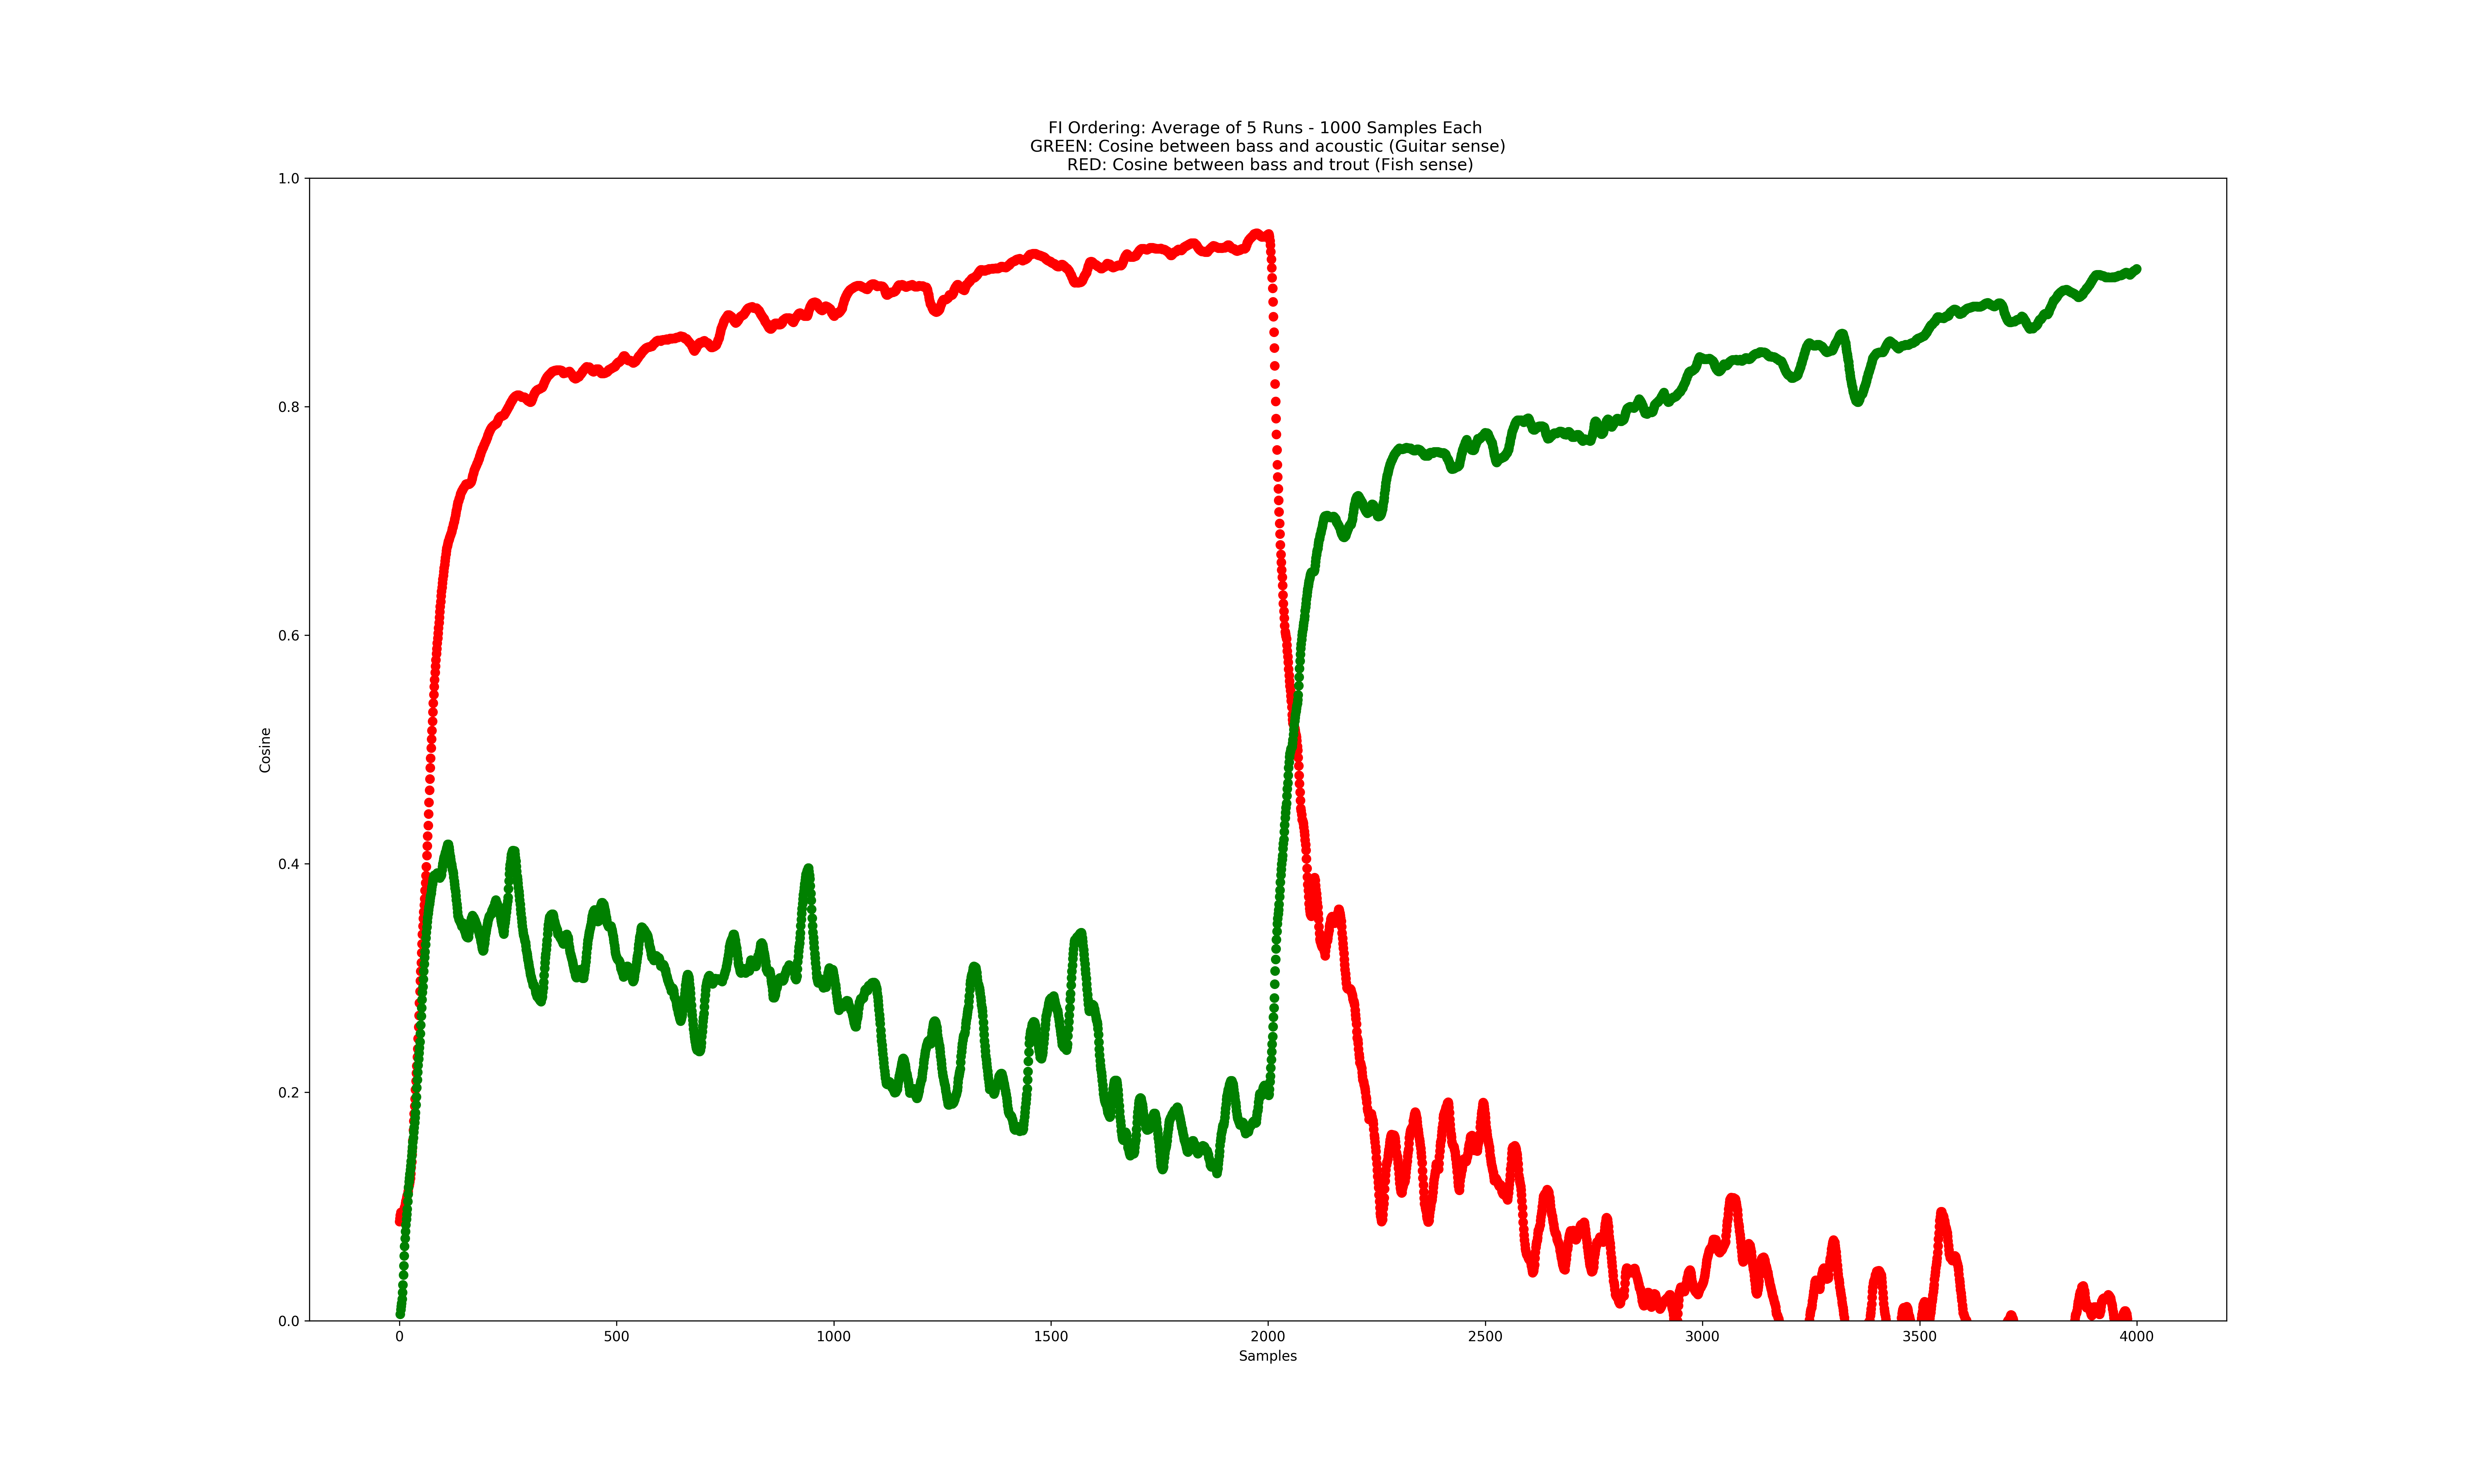 FI Ordering: Average of 5 Runs - 1000 Samples Each
GREEN: Cosine between bass and acoustic (Guitar sense)
RED: Cosine between bass and trout (Fish sense)
1.0
0.8
0.6
Cosine
0.4
0.2
0.0
0 500 1000 1500 2000 2500 3000 3500 4000
Samples